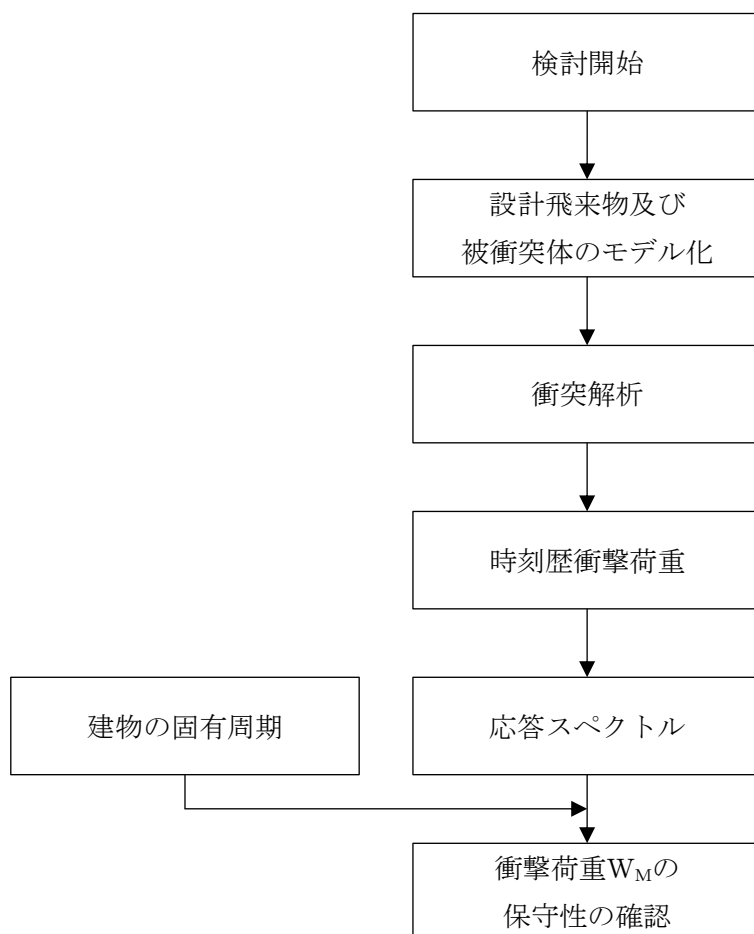 検討開始
設計飛来物及び
被衝突体のモデル化
衝突解析
時刻歴衝撃荷重
建物の固有周期
応答スペクトル
衝撃荷重WMの
保守性の確認